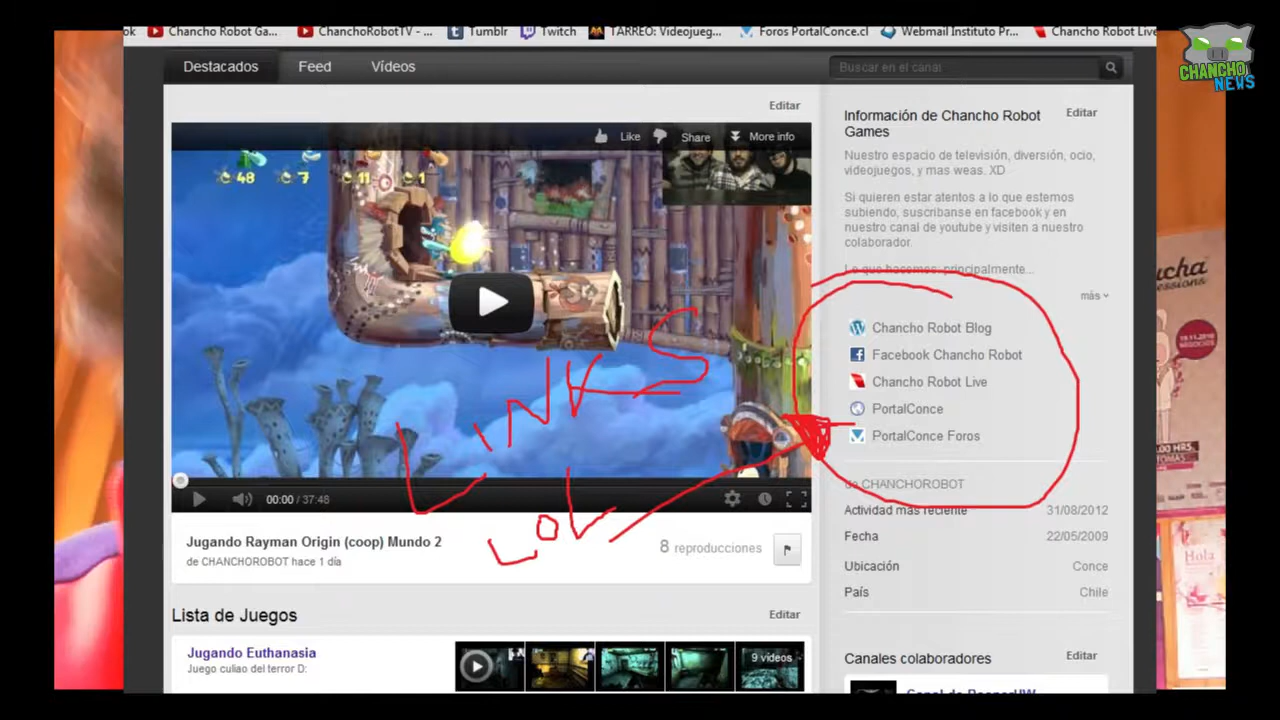 ok Chancho Robot Ga... ChanchoRobotTV - ... Tumblr Twitch TARREO: Videojueg... Foros PortalConce.cl Webmail Instituto Pr... Chancho Robot Live
CHANCHO
NEWS
Destacados Feed Vídeos Buscar en el canal
Editar
Like Share More info
48 7 11 1
Información de Chancho Robot Games Editar
Nuestro espacio de televisión, diversión, ocio,
videojuegos, y mas weas. XD
Si quieren estar atentos a lo que estemos
subiendo, suscribanse en facebook y en
nuestro canal de youtube y visiten a nuestro
colaborador.
Lo que hacemos: principalmente...
más
Chancho Robot Blog
Facebook Chancho Robot
Chancho Robot Live
PortalConce
PortalConce Foros
LINKS
LOL
00:00 / 37:48
de CHANCHOROBOT
Actividad más reciente 31/08/2012
Fecha 22/05/2009
Ubicación Conce
País Chile
Jugando Rayman Origin (coop) Mundo 2
de CHANCHOROBOT hace 1 día
8 reproducciones
Lista de Juegos Editar
Jugando Euthanasia
Juego culiao del terror D:
9 vídeos
Canales colaboradores Editar
ucha
19.11.2010
Hola